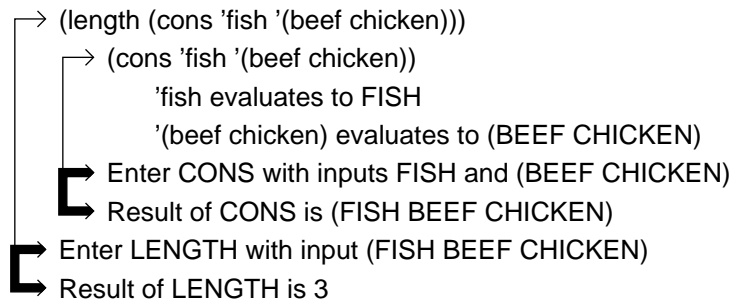 (length (cons ’fish ’(beef chicken)))
(cons ’fish ’(beef chicken))
’fish evaluates to FISH
’(beef chicken) evaluates to (BEEF CHICKEN)
Enter CONS with inputs FISH and (BEEF CHICKEN)
Result of CONS is (FISH BEEF CHICKEN)
Enter LENGTH with input (FISH BEEF CHICKEN)
Result of LENGTH is 3